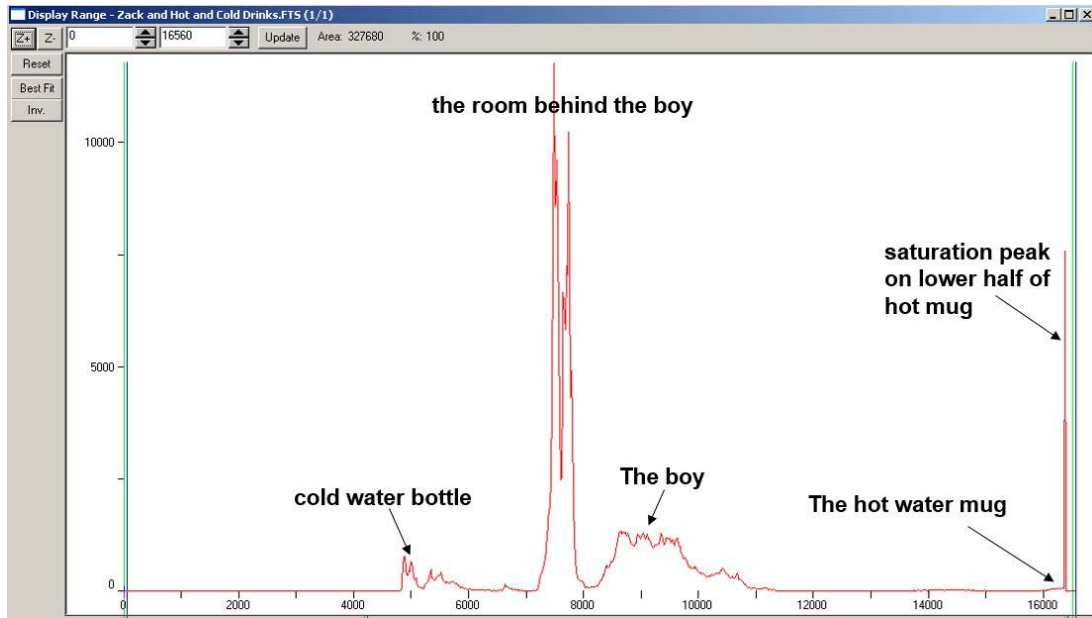 Display Range - Zack and Hot and Cold Drinks.FTS (1/1)
Z+ Z- 0 16560 Update Area: 327680 %: 100
Reset
Best Fit
Inv.
the room behind the boy
10000
saturation peak
on lower half of
hot mug
5000
The boy
cold water bottle
The hot water mug
0
0 2000 4000 6000 8000 10000 12000 14000 16000